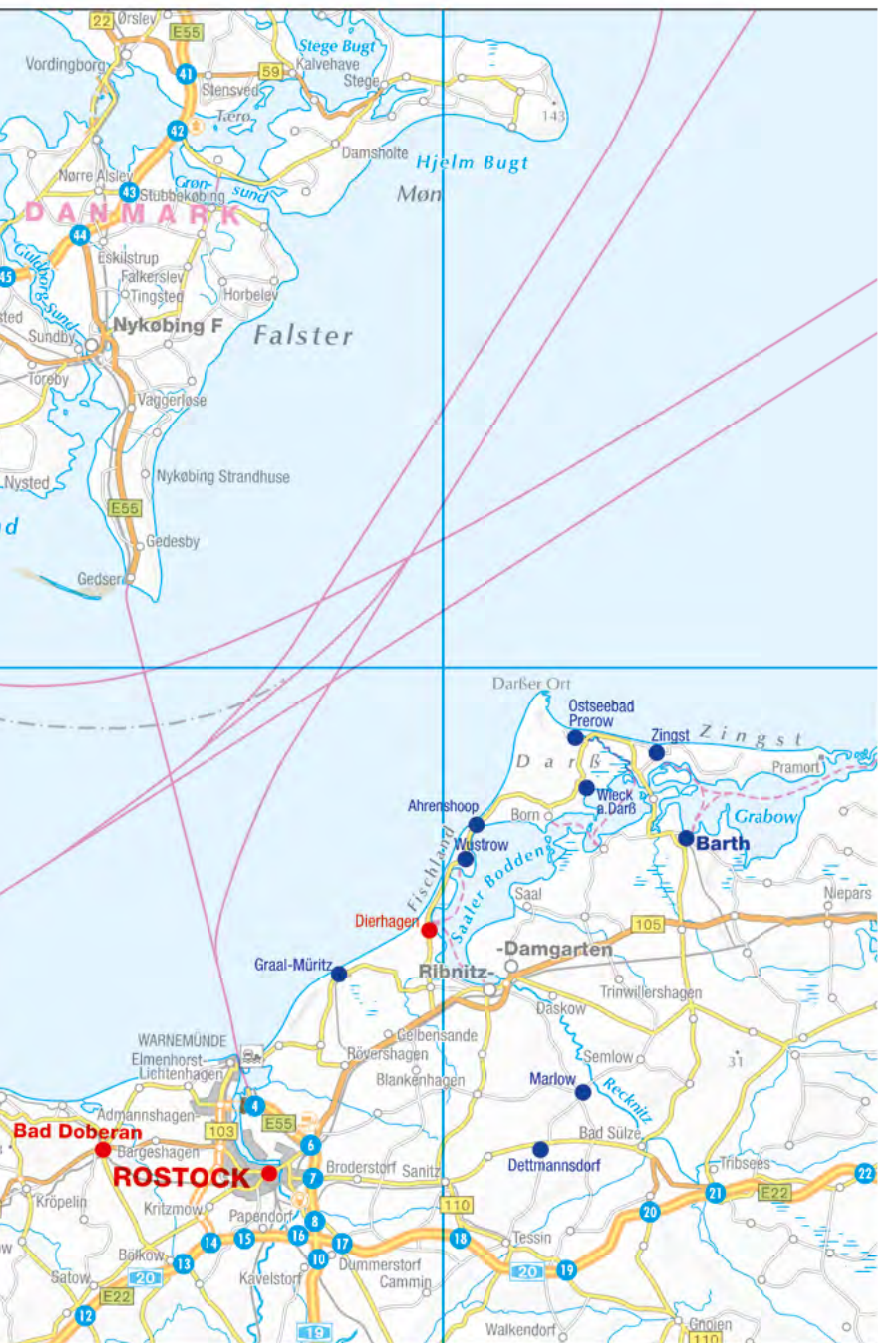 22
Ørslev
E55
Vordingborg
41
59
Stege Bugt
Kalvehave
Stege
Stensved
Tærø
42
143
Damsholte
Hjelm Bugt
Nørre Alslev
Grøn-
sund
43
Stubbekøbing
Møn
DANMARK
44
Guldborg-Sund
Eskilstrup
45
Falkerslev
Tingsted
Horbelev
sted
Nykøbing F
Sundby
Falster
Toreby
Vaggerløse
Nysted
Nykøbing Strandhuse
E55
d
Gedesby
Gedser
Darßer Ort
Ostseebad
Prerow
Zingst
Zingst
Darß
Pramort
Wieck
a.Darß
Ahrenshoop
Born
Grabow
Fischland
Wustrow
Barth
Saaler Bodden
Saal
Niepars
Dierhagen
105
-Damgarten
Graal-Müritz
Ribnitz-
Trinwillershagen
Daskow
WARNEMÜNDE
Gelbensande
Elmenhorst-
Lichtenhagen
Rövershagen
Semlow
31
Blankenhagen
Marlow
Recknitz
4
Admannshagen-
E55
103
Bad Doberan
Bargeshagen
6
Bad Sülze
Dettmannsdorf
ROSTOCK
7
Broderstorf
Sanitz
Tribsees
22
21
E22
Kröpelin
Kritzmow
110
20
Papendorf
8
14
15
16
17
18
Tessin
Bölkow
13
10
Dummerstorf
20
19
20
Satow
Kavelstorf
Cammin
E22
12
19
Walkendorf
Gnoien
110